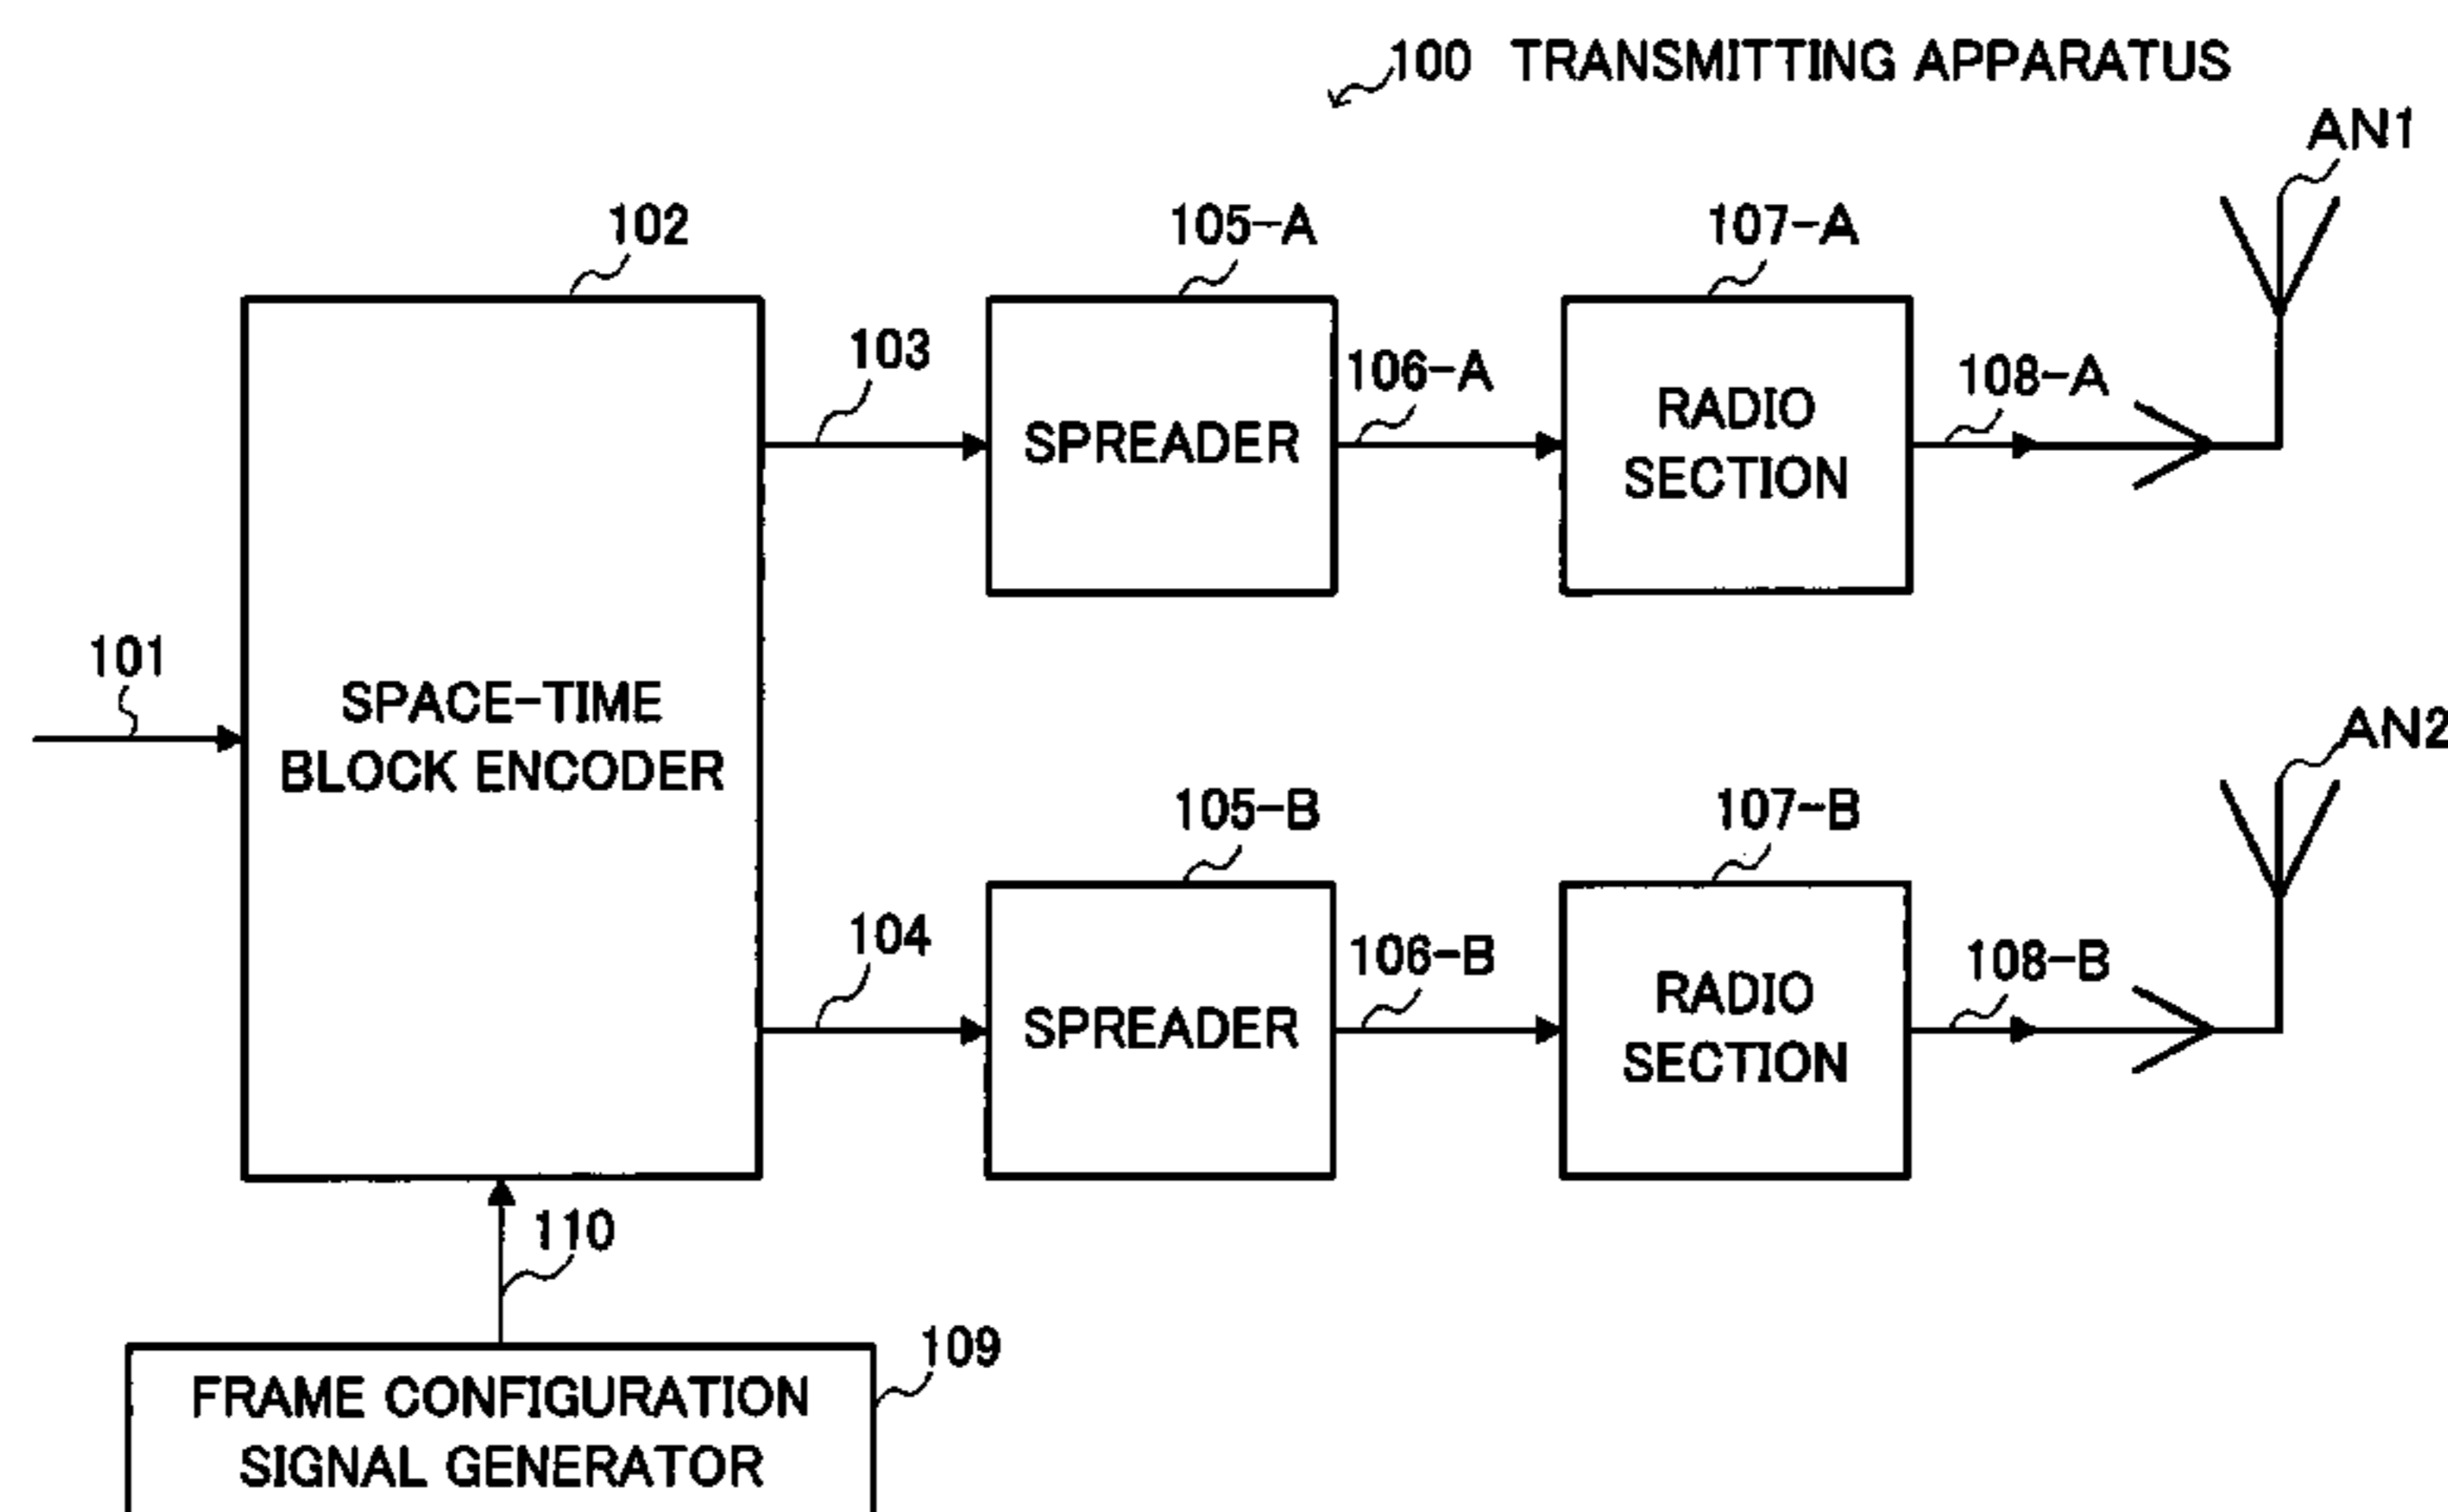 100 TRANSMITTING APPARATUS
AN1
102
105-A
107-A
103
106-A
108-A
SPREADER
RADIO
SECTION
101
SPACE-TIME
BLOCK ENCODER
AN2
105-B
107-B
104
106-B
108-B
SPREADER
RADIO
SECTION
110
109
FRAME CONFIGURATION
SIGNAL GENERATOR